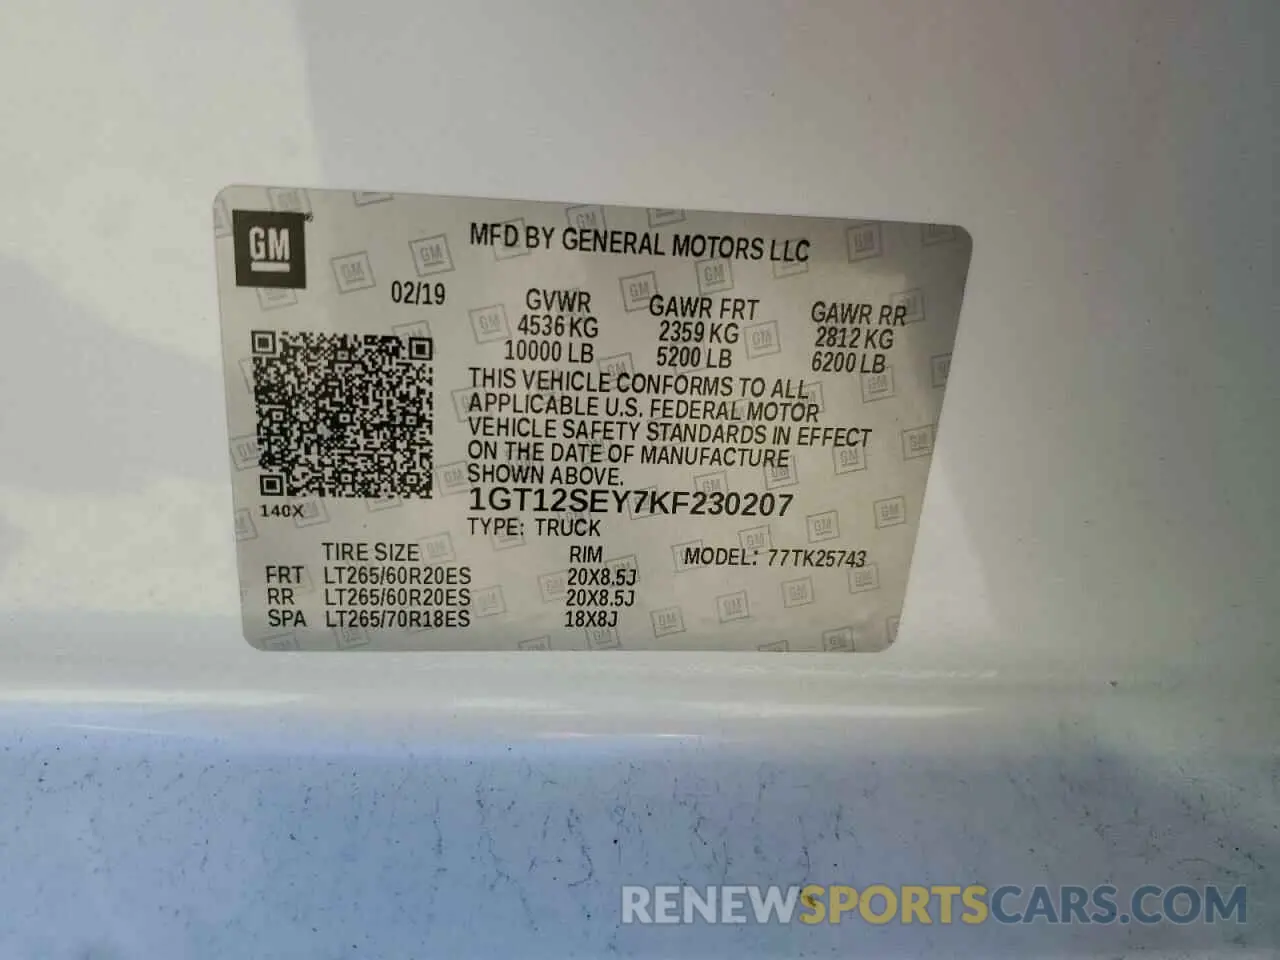 GM®
MFD BY GENERAL MOTORS LLC
02/19
GVWR GAWR FRT GAWR RR
4536 KG 2359 KG 2812 KG
10000 LB 5200 LB 6200 LB
THIS VEHICLE CONFORMS TO ALL
APPLICABLE U.S. FEDERAL MOTOR
VEHICLE SAFETY STANDARDS IN EFFECT
ON THE DATE OF MANUFACTURE
SHOWN ABOVE.
140X
1GT12SEY7KF230207
TYPE: TRUCK
TIRE SIZE RIM MODEL: 77TK25743
FRT LT265/60R20ES 20X8.5J
RR LT265/60R20ES 20X8.5J
SPA LT265/70R18ES 18X8J
RENEWSPORTSCARS.COM